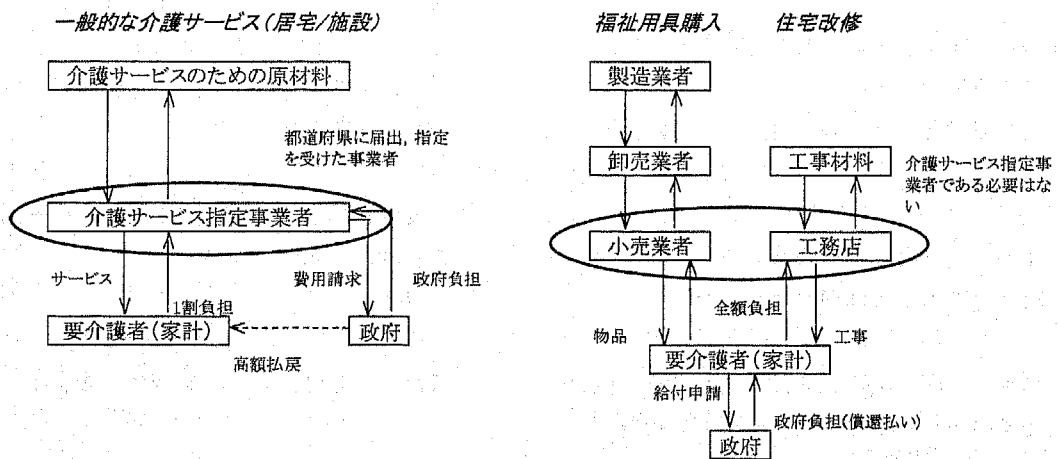 一般的な介護サービス(居宅/施設)
介護サービスのための原材料
都道府県に届出,指定
を受けた事業者
介護サービス指定事業者
サービス
1割負担
費用請求
政府負担
要介護者(家計)
政府
高額払戻
福祉用具購入
住宅改修
製造業者
卸売業者
工事材料
介護サービス指定事
業者である必要はな
い
小売業者
工務店
物品
全額負担
工事
要介護者(家計)
給付申請
政府負担(償還払い)
政府